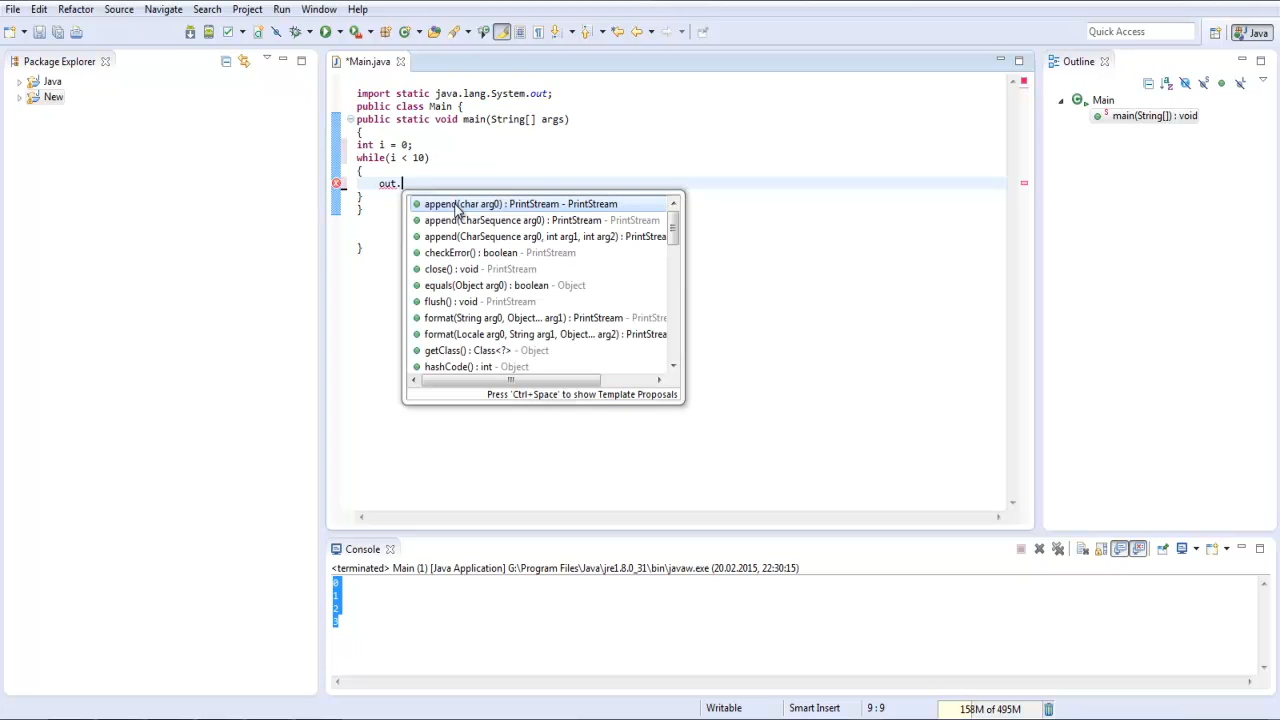 File Edit Refactor Source Navigate Search Project Run Window Help
Quick Access
Java
Package Explorer
Java
New
*Main.java
import static java.lang.System.out;
public class Main {
public static void main(String[] args)
{
int i = 0;
while(i < 10)
{
out.
}
}
}
append(char arg0) : PrintStream - PrintStream
append(CharSequence arg0) : PrintStream - PrintStream
append(CharSequence arg0, int arg1, int arg2) : PrintStrea
checkError() : boolean - PrintStream
close() : void - PrintStream
equals(Object arg0) : boolean - Object
flush() : void - PrintStream
format(String arg0, Object... arg1) : PrintStream - PrintStre
format(Locale arg0, String arg1, Object... arg2) : PrintStrea
getClass() : Class<?> - Object
hashCode() : int - Object
Press 'Ctrl+Space' to show Template Proposals
Outline
Main
main(String[]) : void
Console
<terminated> Main (1) [Java Application] G:\Program Files\Java\jre1.8.0_31\bin\javaw.exe (20.02.2015, 22:30:15)
0
1
2
3
Writable Smart Insert 9 : 9 158M of 495M